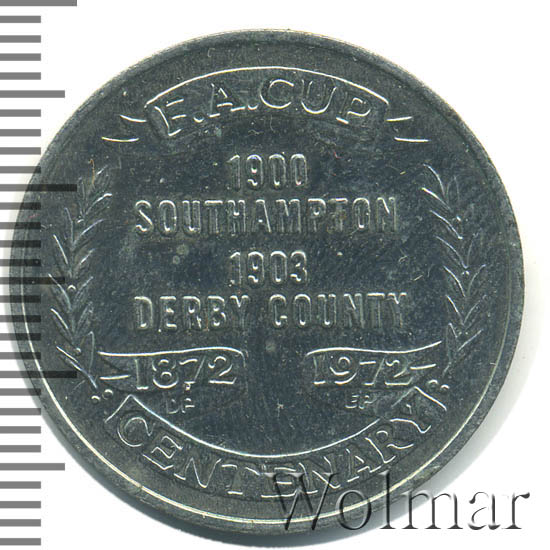 F.A.CUP
1900
SOUTHAMPTON
1903
DERBY COUNTY
1872 1972
CENTENARY
Wolmar